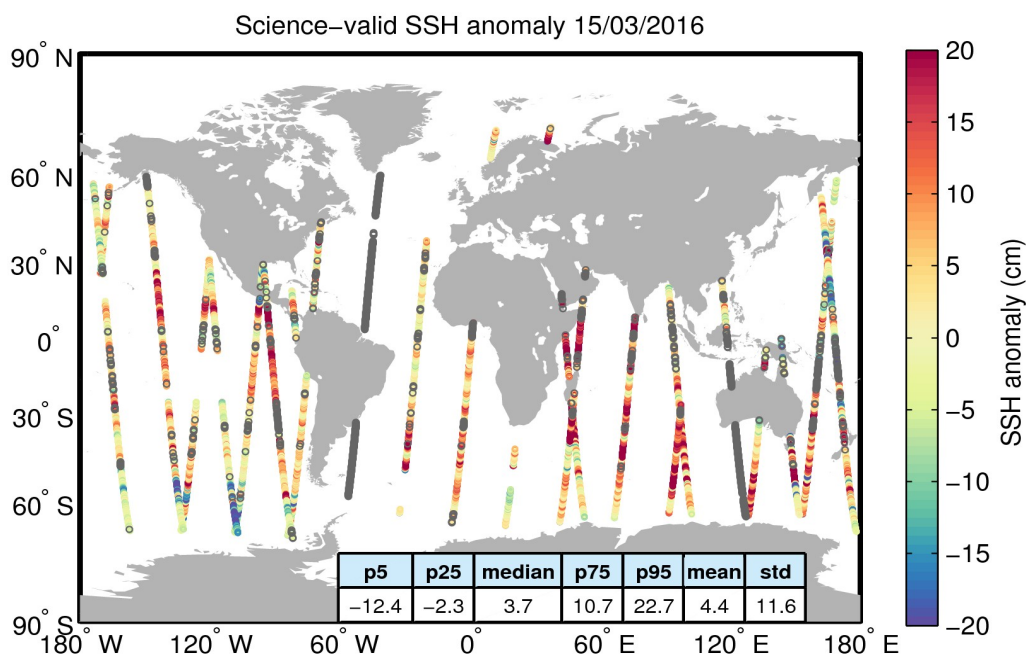 Science−valid SSH anomaly 15/03/2016
90° N
60° N
30° N
0°
30° S
60° S
90° S
180° W
120° W
60° W
0°
60° E
120° E
180° E
p5 p25 median p75 p95 mean std
−12.4 −2.3 3.7 10.7 22.7 4.4 11.6
20
15
10
5
0
−5
−10
−15
−20
SSH anomaly (cm)